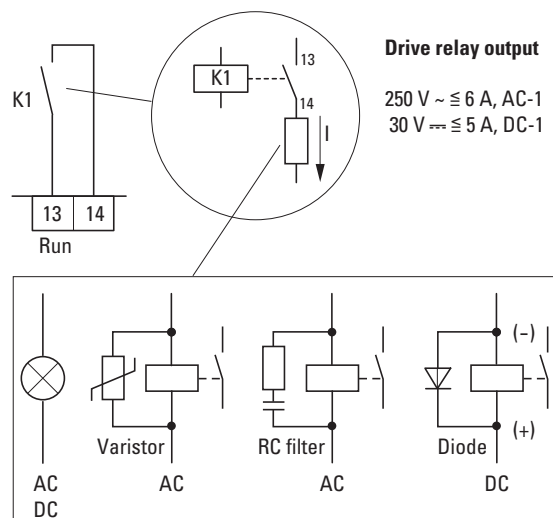 K1
13 14
Run
K1
13
14
I
Drive relay output
250 V ~ ≦ 6 A, AC-1
30 V ⎓ ≦ 5 A, DC-1
(–)
(+)
Varistor
RC filter
Diode
AC
DC
AC
AC
DC